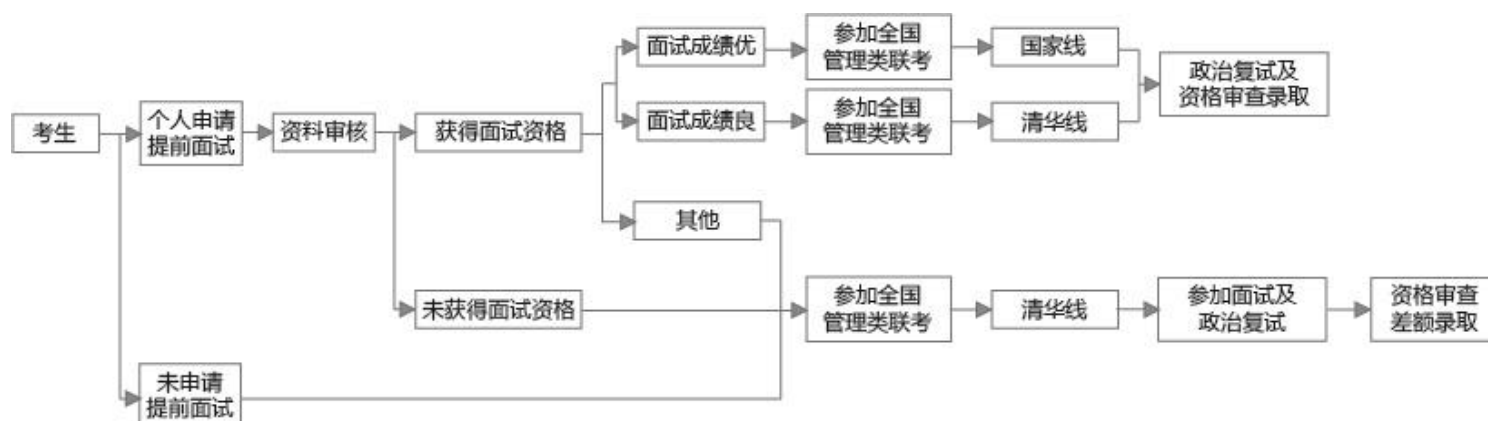 考生
个人申请
提前面试
资料审核
获得面试资格
面试成绩优
参加全国
管理类联考
国家线
政治复试及
资格审查录取
面试成绩良
参加全国
管理类联考
清华线
其他
未获得面试资格
参加全国
管理类联考
清华线
参加面试及
政治复试
资格审查
差额录取
未申请
提前面试